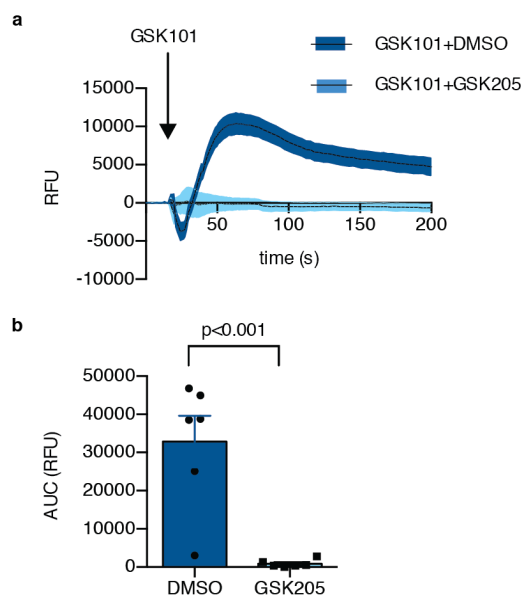 a
GSK101
GSK101+DMSO
GSK101+GSK205
15000
10000
5000
0
-5000
-10000
RFU
50
100
150
200
time (s)
b
p<0.001
50000
40000
30000
20000
10000
0
AUC (RFU)
DMSO
GSK205